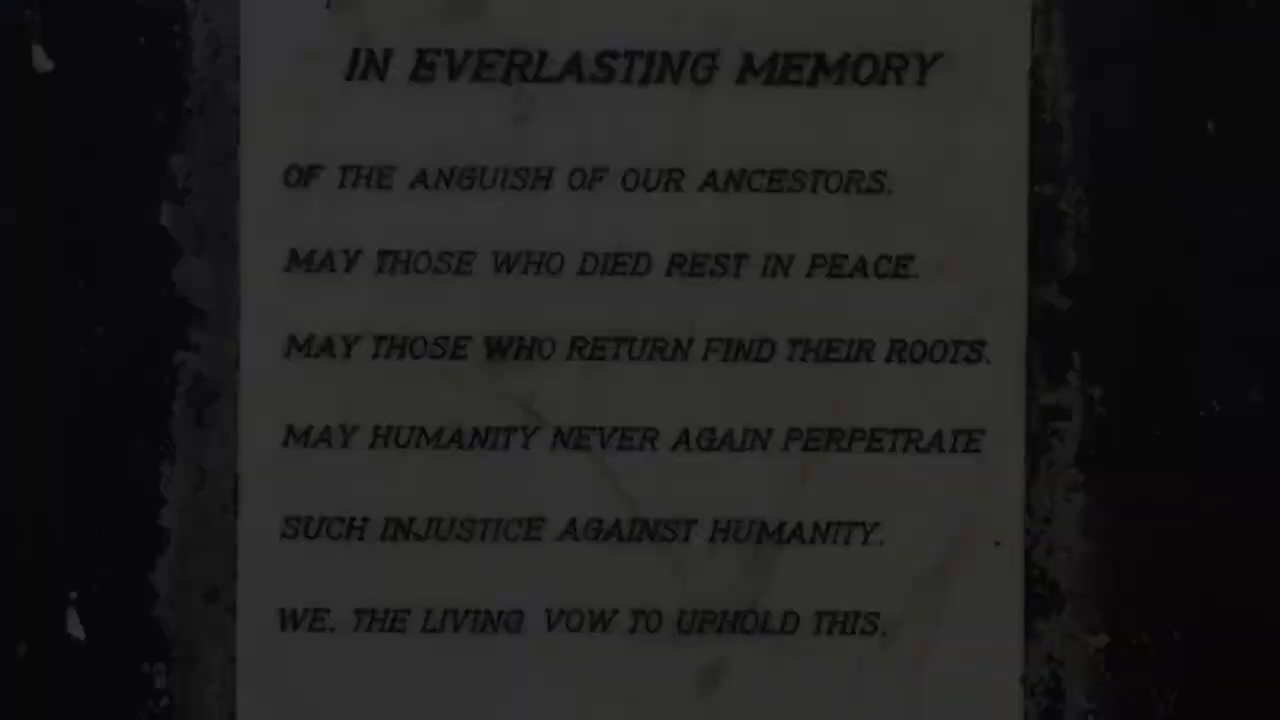 IN EVERLASTING MEMORY
OF THE ANGUISH OF OUR ANCESTORS.
MAY THOSE WHO DIED REST IN PEACE.
MAY THOSE WHO RETURN FIND THEIR ROOTS.
MAY HUMANITY NEVER AGAIN PERPETRATE
SUCH INJUSTICE AGAINST HUMANITY.
WE, THE LIVING VOW TO UPHOLD THIS.